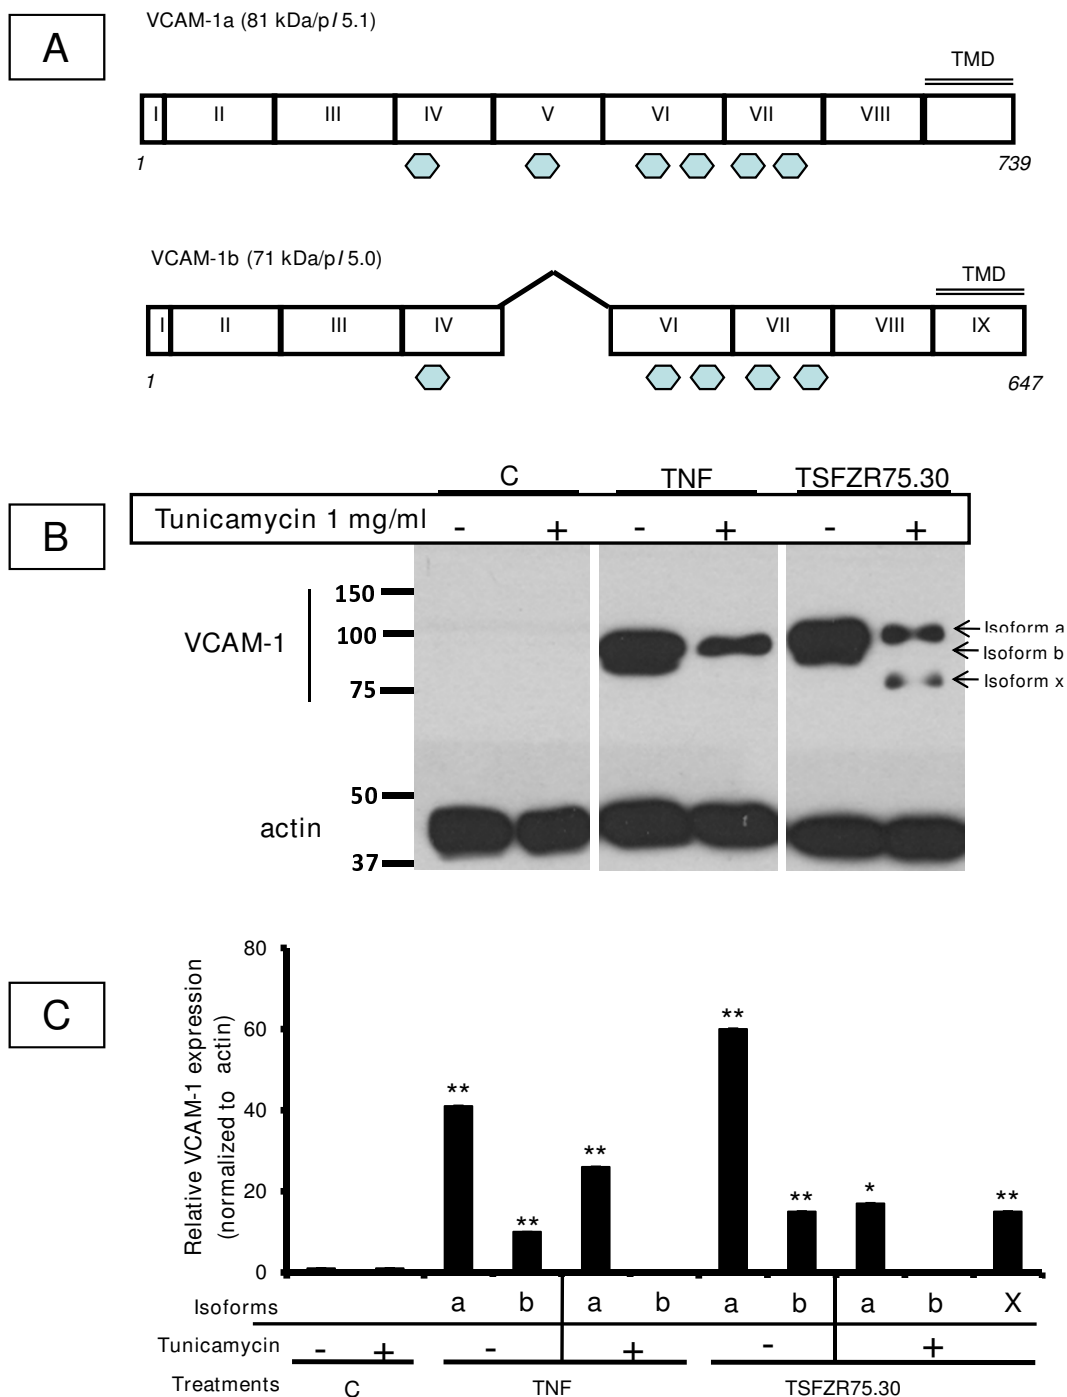 A
VCAM-1a (81 kDa/pI 5.1)
TMD
I II III IV V VI VII VIII
1 739
VCAM-1b (71 kDa/pI 5.0)
TMD
I II III IV VI VII VIII IX
1 647
B
C TNF TSFZR75.30
Tunicamycin 1 mg/ml - + - + - +
150
VCAM-1
100
75
50
actin
37
Isoform a
Isoform b
Isoform x
C
Relative VCAM-1 expression
(normalized to actin)
80
60
40
20
0
** ** ** ** ** * **
Isoforms a b a b a b a b X
Tunicamycin - + - + - +
Treatments C TNF TSFZR75.30